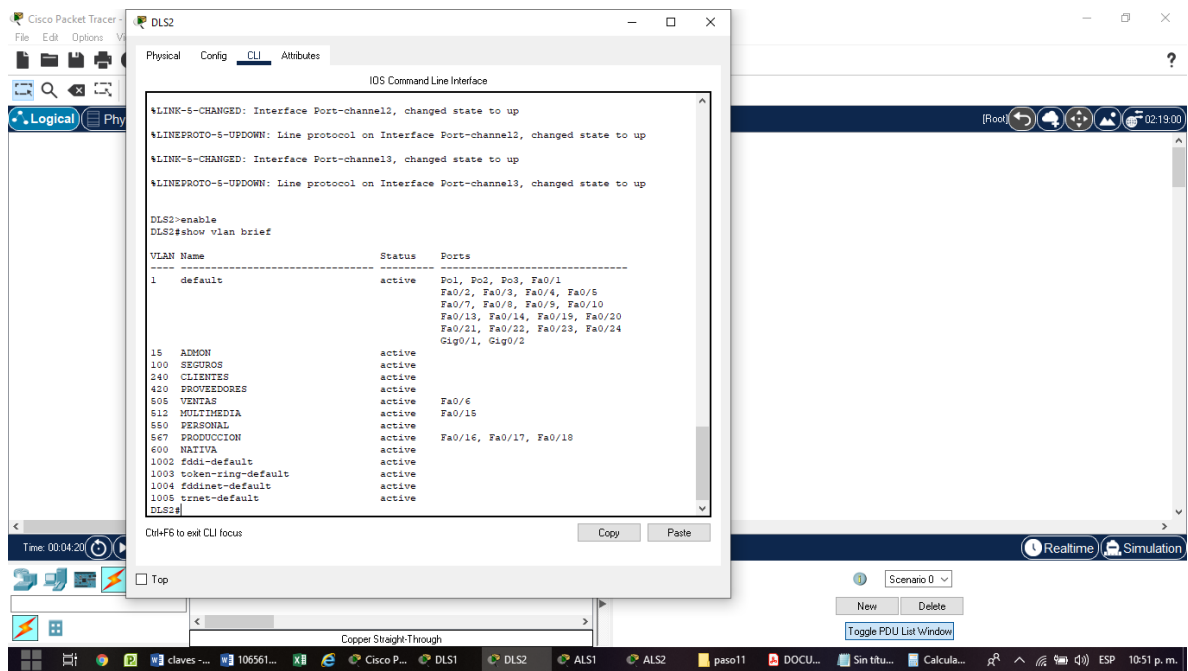 Cisco Packet Tracer -
File Edit Options Vi
DLS2
Physical Config CLI Attributes
IOS Command Line Interface
%LINK-5-CHANGED: Interface Port-channel2, changed state to up
%LINEPROTO-5-UPDOWN: Line protocol on Interface Port-channel2, changed state to up
%LINK-5-CHANGED: Interface Port-channel3, changed state to up
%LINEPROTO-5-UPDOWN: Line protocol on Interface Port-channel3, changed state to up
DLS2>enable
DLS2#show vlan brief
VLAN Name Status Ports
---- -------------------------------- --------- -------------------------------
1 default active Po1, Po2, Po3, Fa0/1
Fa0/2, Fa0/3, Fa0/4, Fa0/5
Fa0/7, Fa0/8, Fa0/9, Fa0/10
Fa0/13, Fa0/14, Fa0/19, Fa0/20
Fa0/21, Fa0/22, Fa0/23, Fa0/24
Gig0/1, Gig0/2
15 ADMON active
100 SEGUROS active
240 CLIENTES active
420 PROVEEDORES active
505 VENTAS active Fa0/6
512 MULTIMEDIA active Fa0/15
550 PERSONAL active
567 PRODUCCION active Fa0/16, Fa0/17, Fa0/18
600 NATIVA active
1002 fddi-default active
1003 token-ring-default active
1004 fddinet-default active
1005 trnet-default active
DLS2#
Ctrl+F6 to exit CLI focus
Copy Paste
Top
Logical Phy
[Root] 02:19:00
Time: 00:04:20
Realtime Simulation
Scenario 0
New Delete
Toggle PDU List Window
Copper Straight-Through
claves -... 106561... Cisco P... DLS1 DLS2 ALS1 ALS2 paso11 DOCU... Sin títu... Calcula... ESP 10:51 p. m.